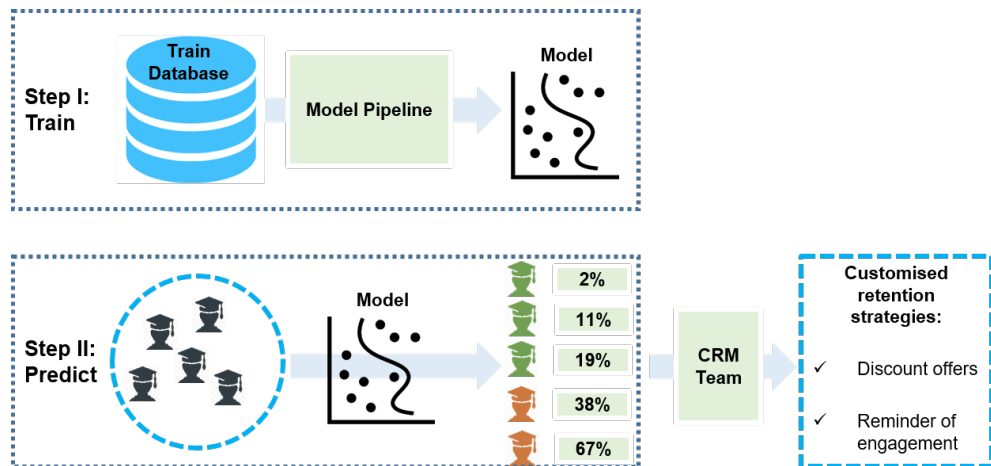 Step I:
Train
Train
Database
Model Pipeline
Model
Step II:
Predict
Model
2%
11%
19%
38%
67%
CRM
Team
Customised
retention
strategies:
✓ Discount offers
✓ Reminder of
engagement